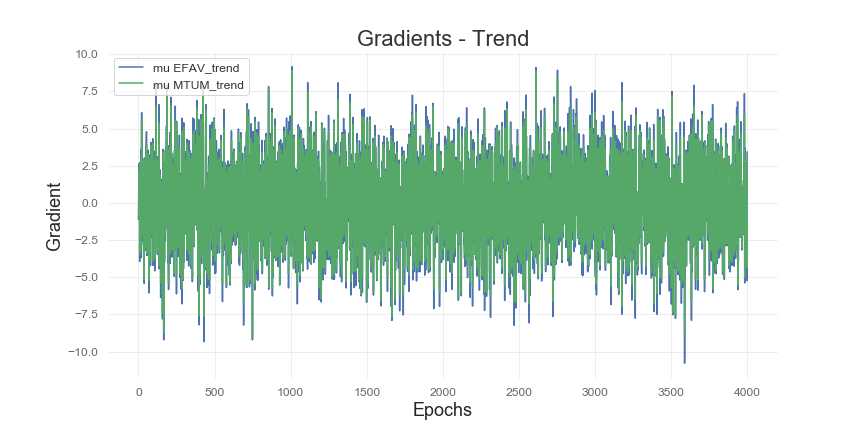 Gradients - Trend
mu EFAV_trend
mu MTUM_trend
10.0
7.5
5.0
2.5
0.0
−2.5
−5.0
−7.5
−10.0
Gradient
0 500 1000 1500 2000 2500 3000 3500 4000
Epochs